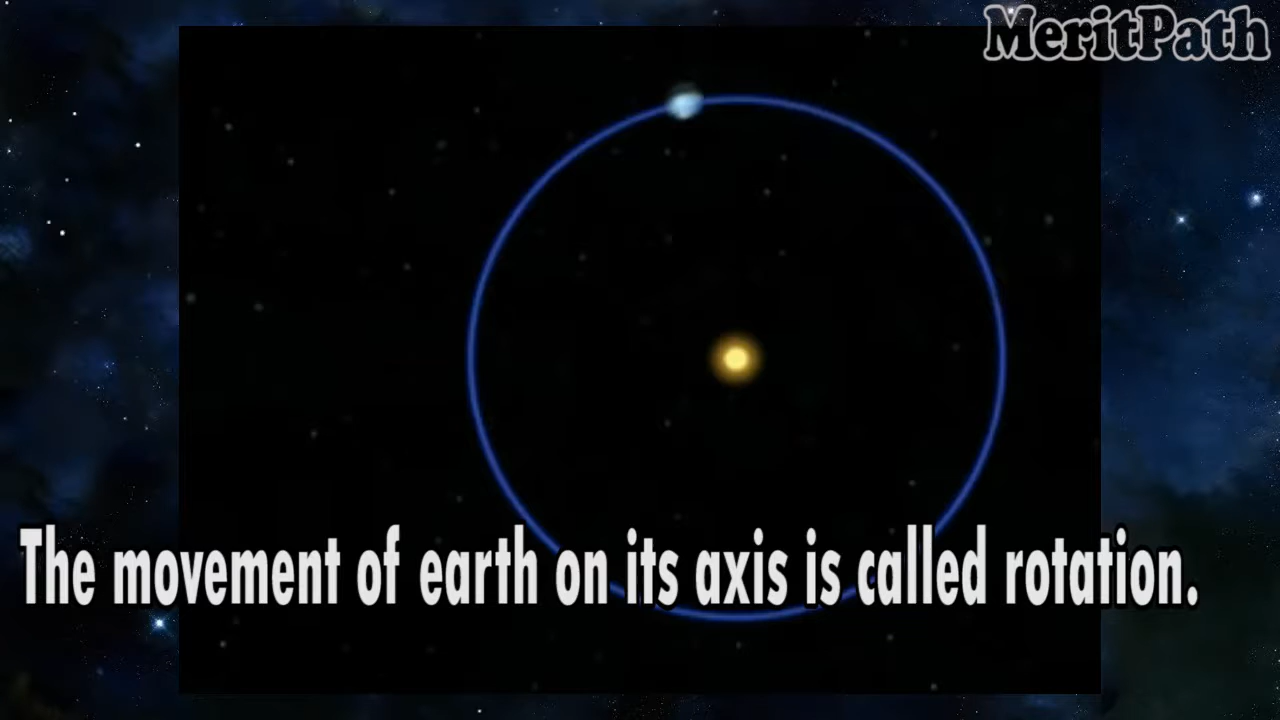 MeritPath
The movement of earth on its axis is called rotation.